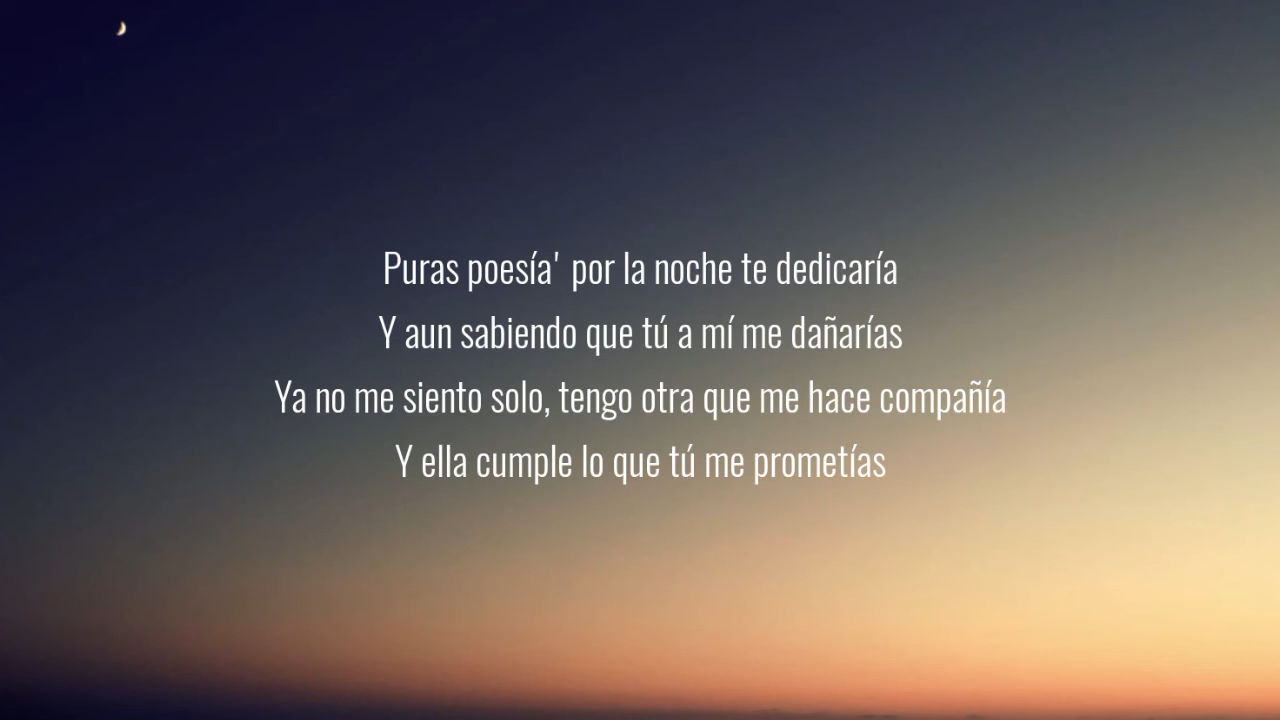 Puras poesía' por la noche te dedicaría
Y aun sabiendo que tú a mí me dañarías
Ya no me siento solo, tengo otra que me hace compañía
Y ella cumple lo que tú me prometías